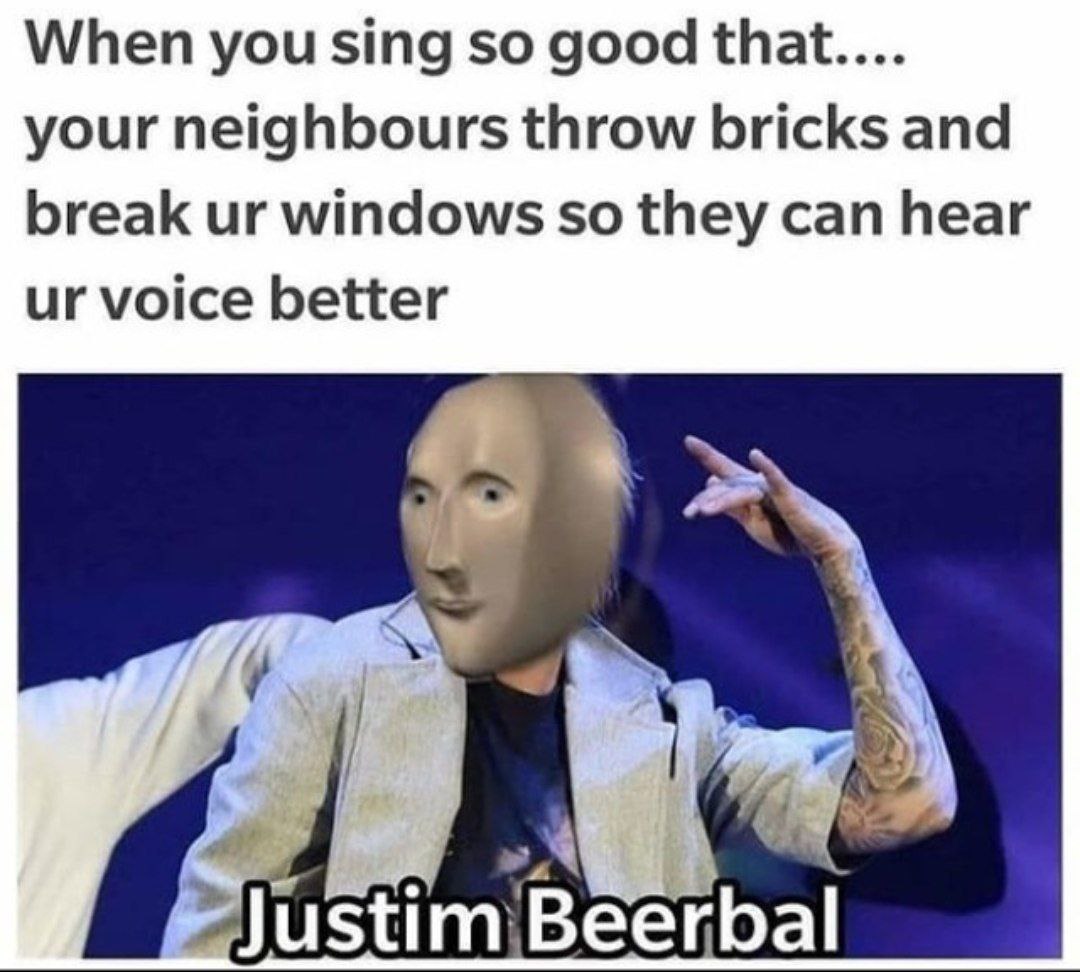 When you sing so good that....
your neighbours throw bricks and
break ur windows so they can hear
ur voice better
Justim Beerbal